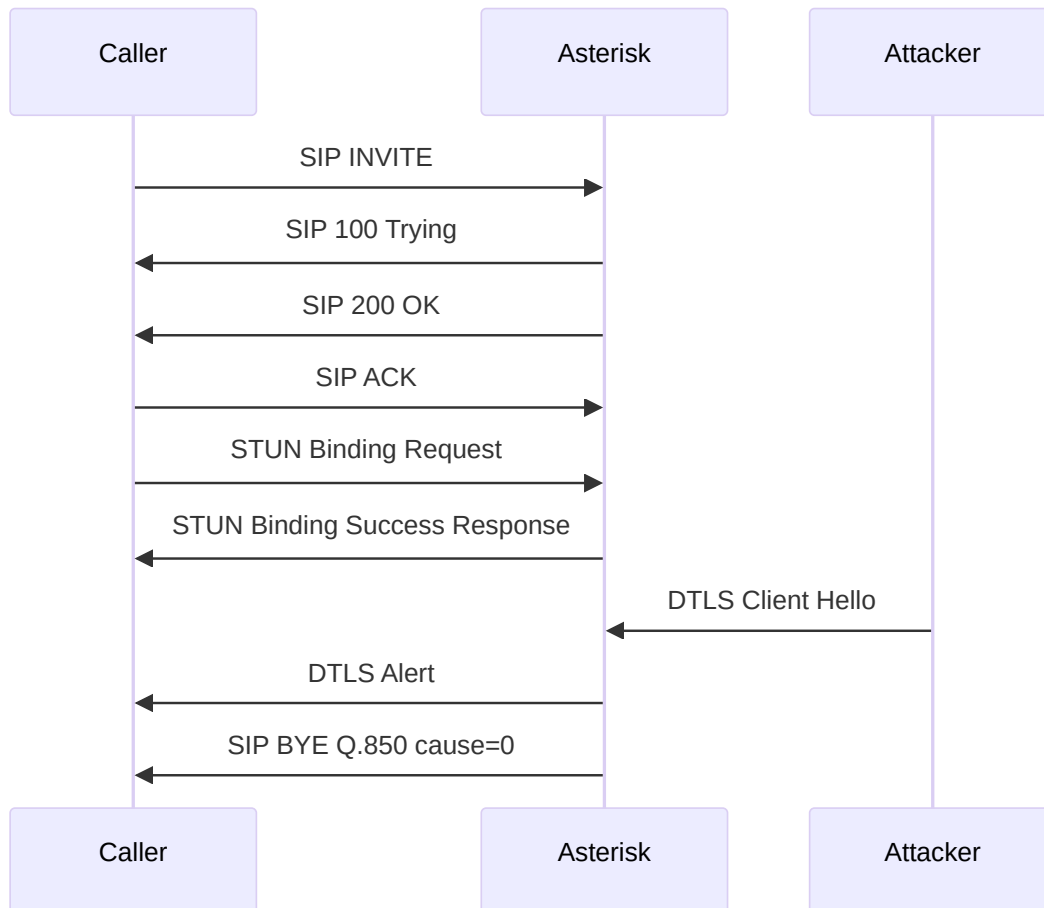 Caller
Asterisk
Attacker
SIP INVITE
SIP 100 Trying
SIP 200 OK
SIP ACK
STUN Binding Request
STUN Binding Success Response
DTLS Client Hello
DTLS Alert
SIP BYE Q.850 cause=0
Caller
Asterisk
Attacker